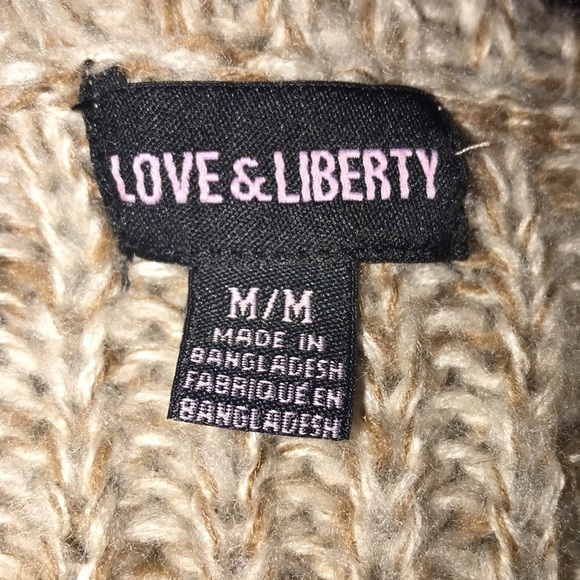 LOVE & LIBERTY
M/M
MADE IN
BANGLADESH
FABRIQUÉ EN
BANGLADESH